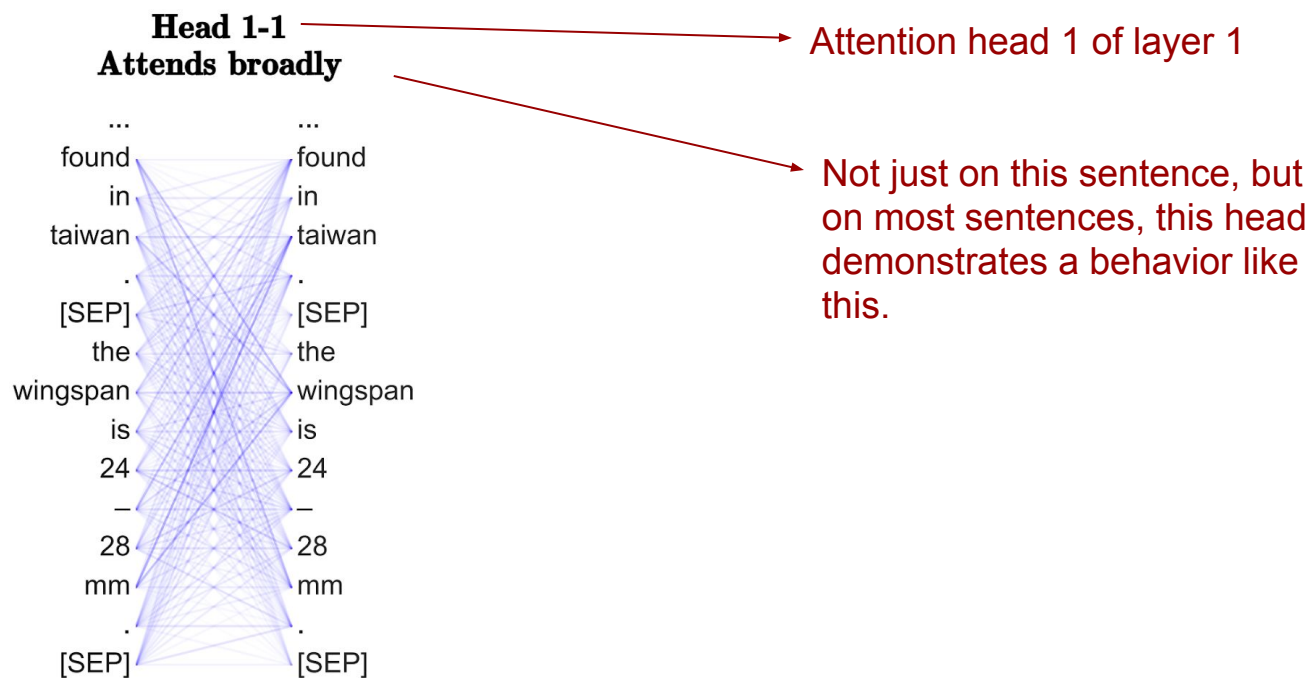 Head 1-1
Attends broadly
Attention head 1 of layer 1
Not just on this sentence, but
on most sentences, this head
demonstrates a behavior like
this.
... ...
found found
in in
taiwan taiwan
. .
[SEP] [SEP]
the the
wingspan wingspan
is is
24 24
– –
28 28
mm mm
. .
[SEP] [SEP]